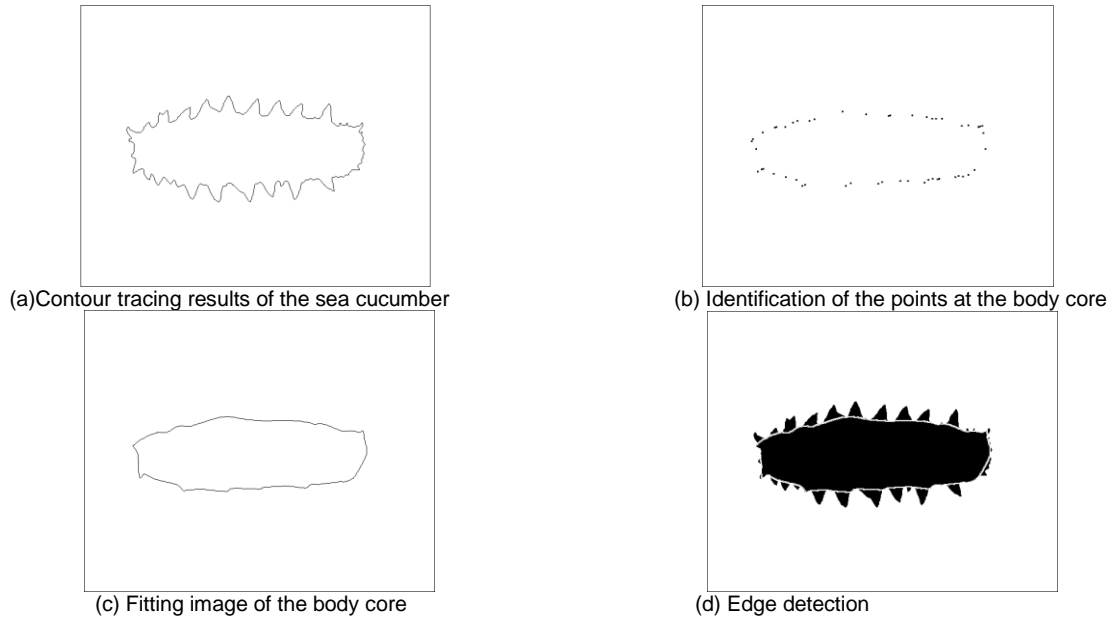 (a)Contour tracing results of the sea cucumber
(b) Identification of the points at the body core
(c) Fitting image of the body core
(d) Edge detection